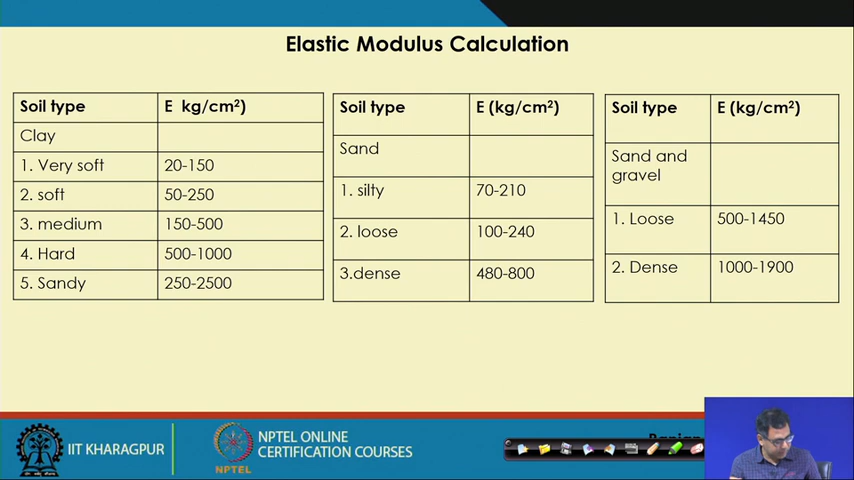 Elastic Modulus Calculation
Soil type E kg/cm²)
Clay
1. Very soft 20-150
2. soft 50-250
3. medium 150-500
4. Hard 500-1000
5. Sandy 250-2500
Soil type E (kg/cm²)
Sand
1. silty 70-210
2. loose 100-240
3.dense 480-800
Soil type E (kg/cm²)
Sand and
gravel
1. Loose 500-1450
2. Dense 1000-1900
IIT KHARAGPUR
NPTEL
NPTEL ONLINE
CERTIFICATION COURSES